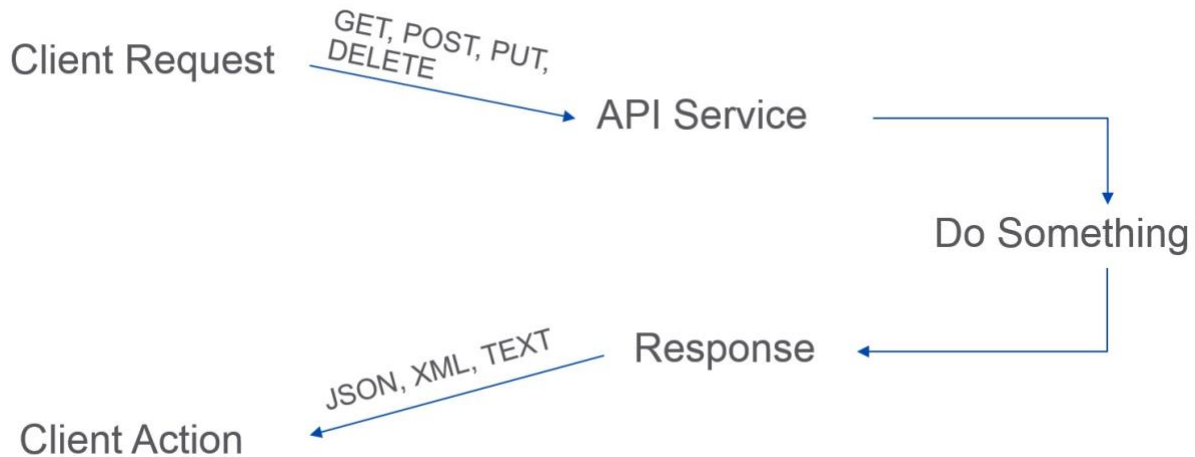 Client Request
GET, POST, PUT,
DELETE
API Service
Do Something
Response
JSON, XML, TEXT
Client Action